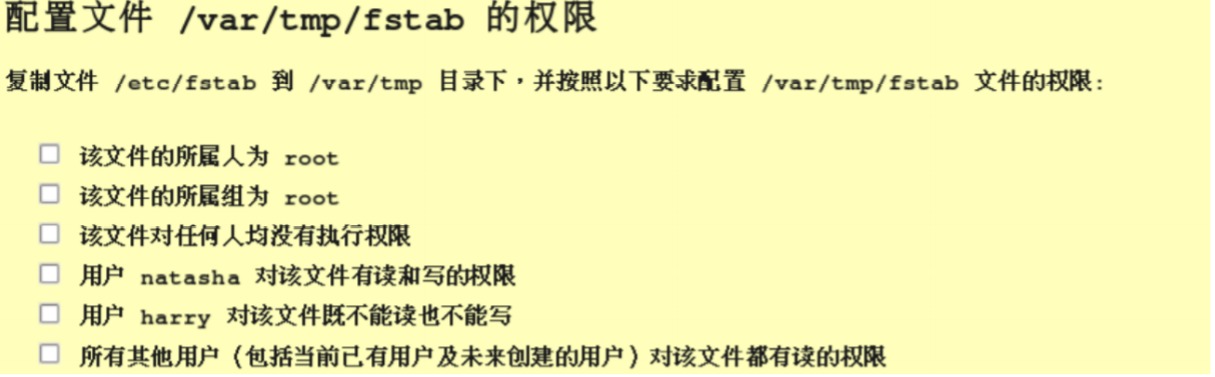 配置文件 /var/tmp/fstab 的权限
复制文件 /etc/fstab 到 /var/tmp 目录下，并按照以下要求配置 /var/tmp/fstab 文件的权限:
该文件的所属人为 root
该文件的所属组为 root
该文件对任何人均没有执行权限
用户 natasha 对该文件有读和写的权限
用户 harry 对该文件既不能读也不能写
所有其他用户（包括当前已有用户及未来创建的用户）对该文件都有读的权限